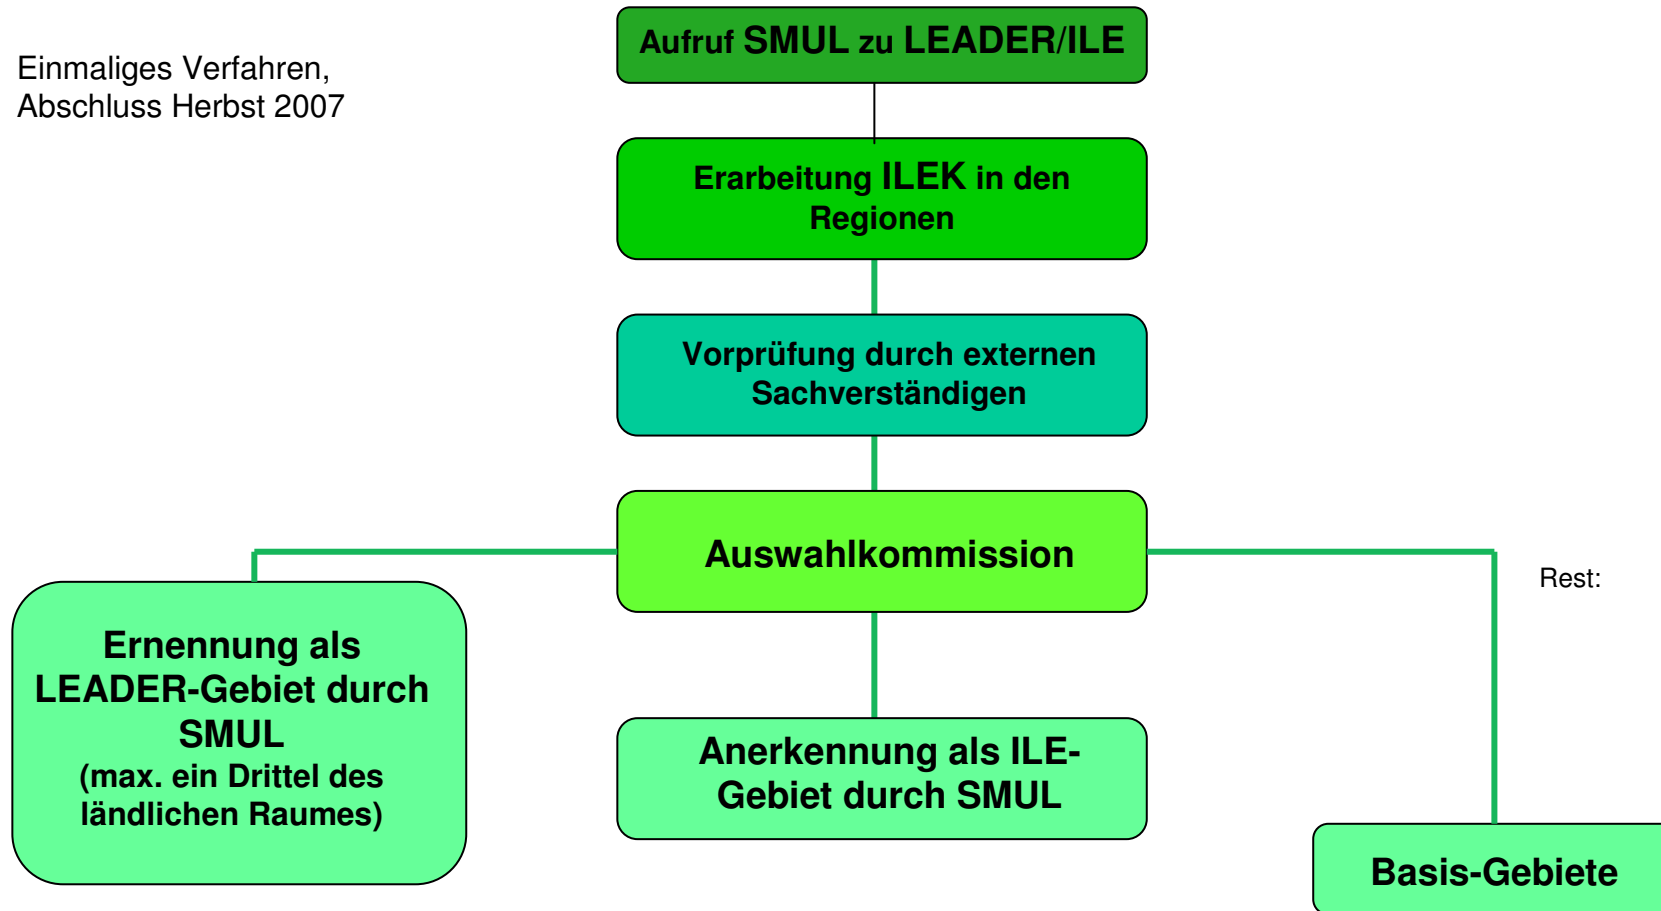 Einmaliges Verfahren,
Abschluss Herbst 2007
Aufruf SMUL zu LEADER/ILE
Erarbeitung ILEK in den
Regionen
Vorprüfung durch externen
Sachverständigen
Auswahlkommission
Rest:
Ernennung als
LEADER-Gebiet durch
SMUL
(max. ein Drittel des
ländlichen Raumes)
Anerkennung als ILE-
Gebiet durch SMUL
Basis-Gebiete